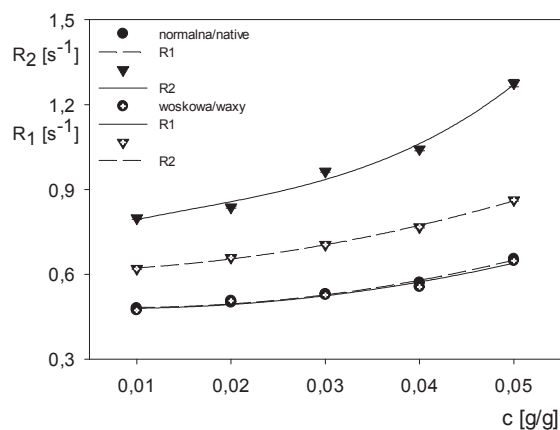 1,5
R2 [s-1]
1,2
R1 [s-1]
0,9
0,6
0,3
normalna/native
R1
R2
woskowa/waxy
R1
R2
0,01 0,02 0,03 0,04 0,05
c [g/g]